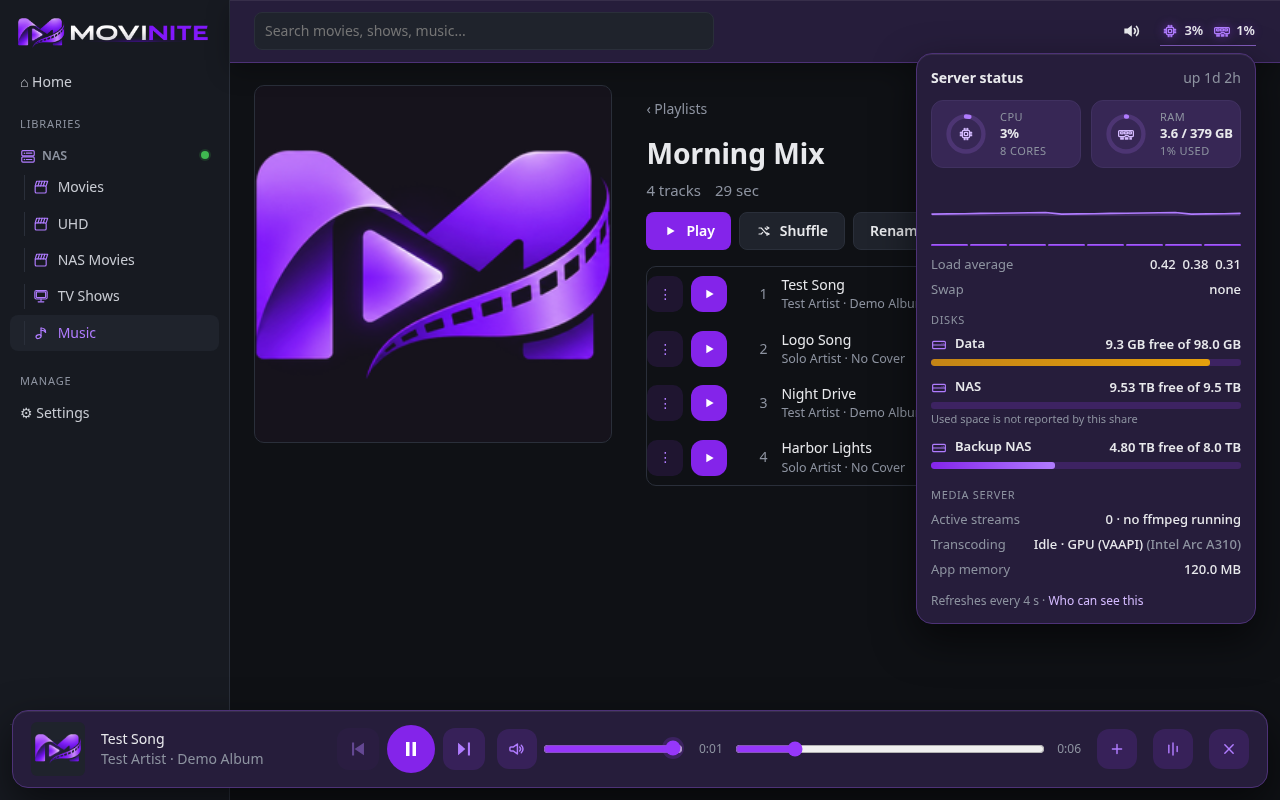 MOVINITE
Search movies, shows, music...
3% 1%
Home
LIBRARIES
NAS
Movies
UHD
NAS Movies
TV Shows
Music
MANAGE
Settings
‹ Playlists
Morning Mix
4 tracks 29 sec
Play Shuffle Renam
1 Test Song
Test Artist · Demo Albu
2 Logo Song
Solo Artist · No Cover
3 Night Drive
Test Artist · Demo Albu
4 Harbor Lights
Solo Artist · No Cover
Server status up 1d 2h
CPU
3%
8 CORES
RAM
3.6 / 379 GB
1% USED
Load average 0.42 0.38 0.31
Swap none
DISKS
Data 9.3 GB free of 98.0 GB
NAS 9.53 TB free of 9.5 TB
Used space is not reported by this share
Backup NAS 4.80 TB free of 8.0 TB
MEDIA SERVER
Active streams 0 · no ffmpeg running
Transcoding Idle · GPU (VAAPI) (Intel Arc A310)
App memory 120.0 MB
Refreshes every 4 s · Who can see this
Test Song
Test Artist · Demo Album
0:01 0:06